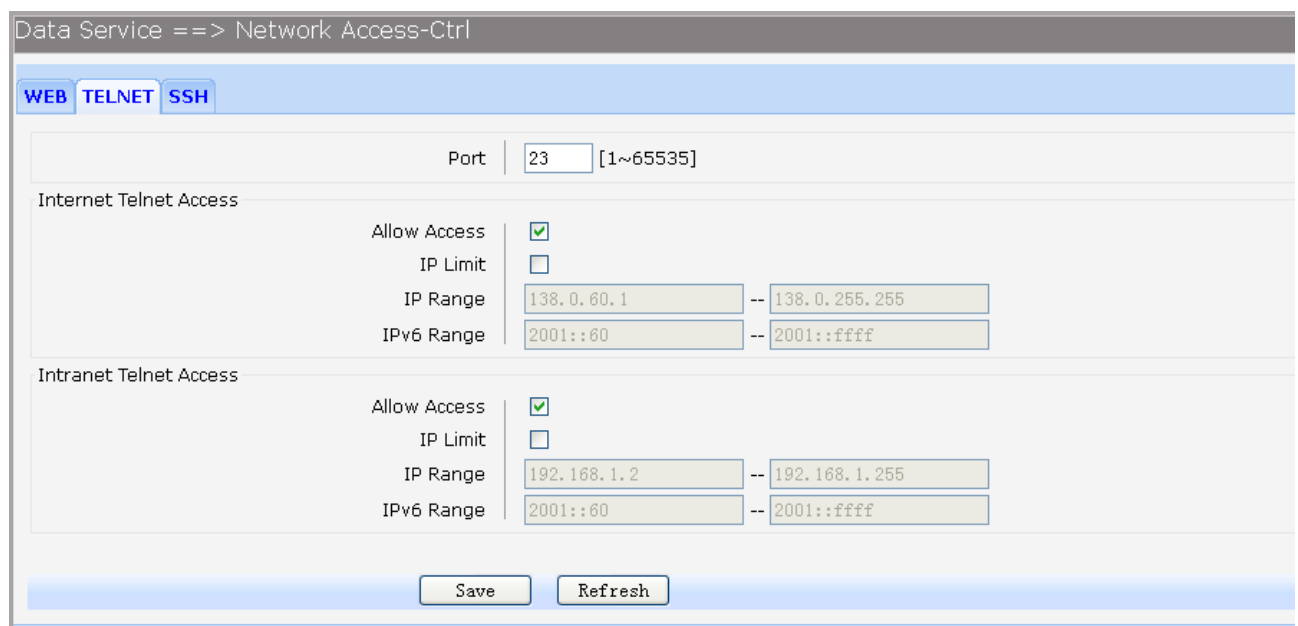 Data Service ==> Network Access-Ctrl
WEB TELNET SSH
Port 23 [1~65535]
Internet Telnet Access
Allow Access
IP Limit
IP Range 138.0.60.1 -- 138.0.255.255
IPv6 Range 2001::60 -- 2001::ffff
Intranet Telnet Access
Allow Access
IP Limit
IP Range 192.168.1.2 -- 192.168.1.255
IPv6 Range 2001::60 -- 2001::ffff
Save Refresh